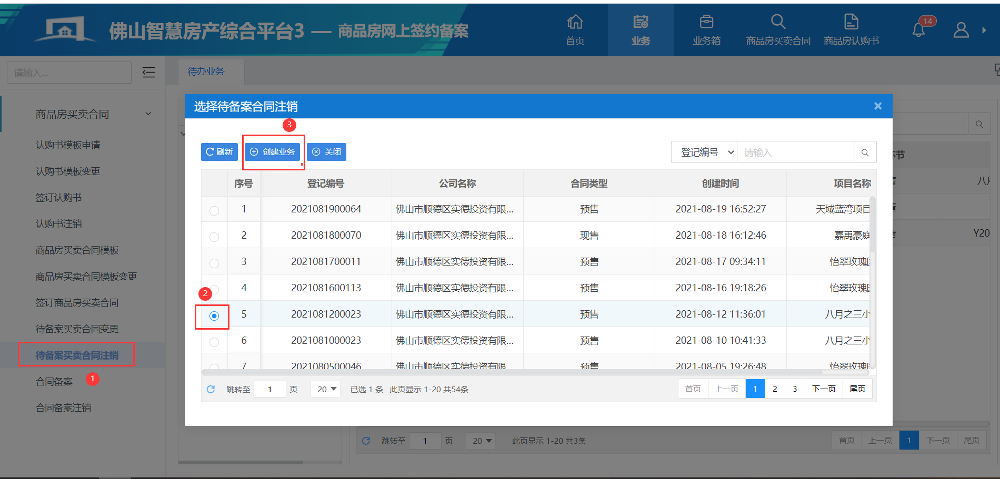 佛山智慧房产综合平台3 — 商品房网上签约备案
首页
业务
业务箱
商品房买卖合同
商品房认购书
14
请输入...
待办业务
商品房买卖合同
认购书模板申请
认购书模板变更
签订认购书
认购书注销
商品房买卖合同模板
商品房买卖合同模板变更
签订商品房买卖合同
待备案买卖合同变更
待备案买卖合同注销
合同备案
1
合同备案注销
选择待备案合同注销
3
刷新
创建业务
关闭
登记编号
请输入
序号 登记编号 公司名称 合同类型 创建时间 项目名称
1 2021081900064 佛山市顺德区实德投资有限... 预售 2021-08-19 16:52:27 天域蓝湾项目
2 2021081800070 佛山市顺德区实德投资有限... 现售 2021-08-18 16:12:46 嘉禹豪庭
3 2021081700011 佛山市顺德区实德投资有限... 预售 2021-08-17 09:34:11 怡翠玫瑰
4 2021081600113 佛山市顺德区实德投资有限... 预售 2021-08-16 19:18:26 怡翠玫瑰
2
5 2021081200023 佛山市顺德区实德投资有限... 预售 2021-08-12 11:36:01 八月之三小
6 2021081000023 佛山市顺德区实德投资有限... 预售 2021-08-10 10:41:33 八月之三小
7 2021080500046 佛山市顺德区实德投资有限 预售 2021-08-05 19:26:48 怡翠玫瑰
跳转至 1 页 20 已选 1 条 此页显示 1-20 共54条
首页 上一页 1 2 3 下一页 尾页
节
八月
Y20
跳转至 1 页 20 此页显示 1-20 共3条
首页 上一页 1 下一页 尾页